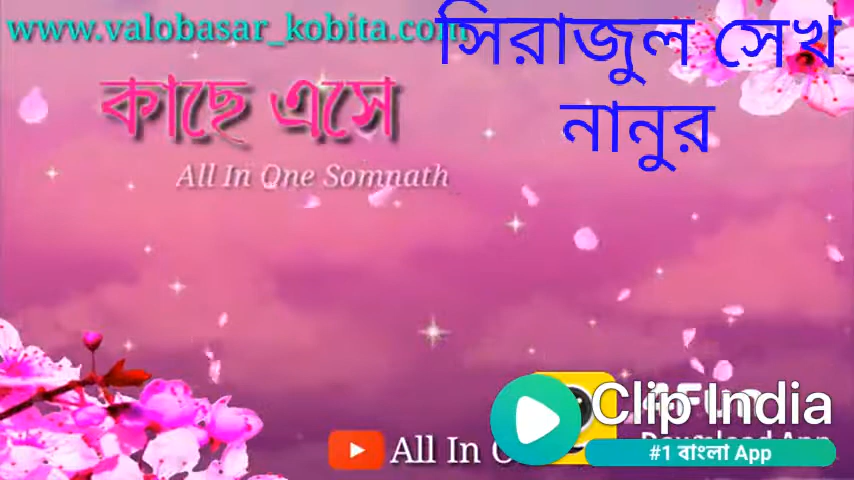 www.valobasar_kobita.com
সিরাজুল সেখ
নানুর
কাছে এসে
All In One Somnath
Clip India
All In
#1 বাংলা App